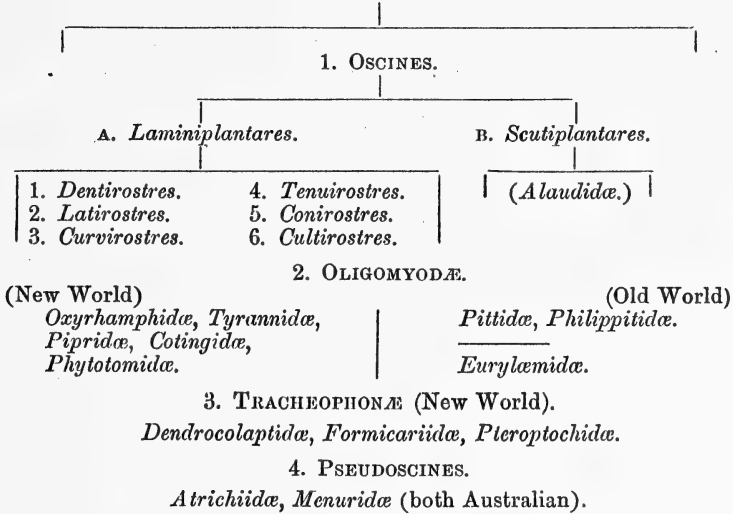 1. OSCINES.
A. Laminiplantares.
B. Scutiplantares.
1. Dentirostres.
2. Latirostres.
3. Curvirostres.
4. Tenuirostres.
5. Conirostres.
6. Cultirostres.
(Alaudidæ.)
2. OLIGOMYODÆ.
(New World)
Oxyrhamphidæ, Tyrannidæ,
Pipridæ, Cotingidæ,
Phytotomidæ.
(Old World)
Pittidæ, Philippitidæ.
Eurylæmidæ.
3. TRACHEOPHONÆ (New World).
Dendrocolaptidæ, Formicariidæ, Pteroptochidæ.
4. PSEUDOSCINES.
Atrichiidæ, Menuridæ (both Australian).